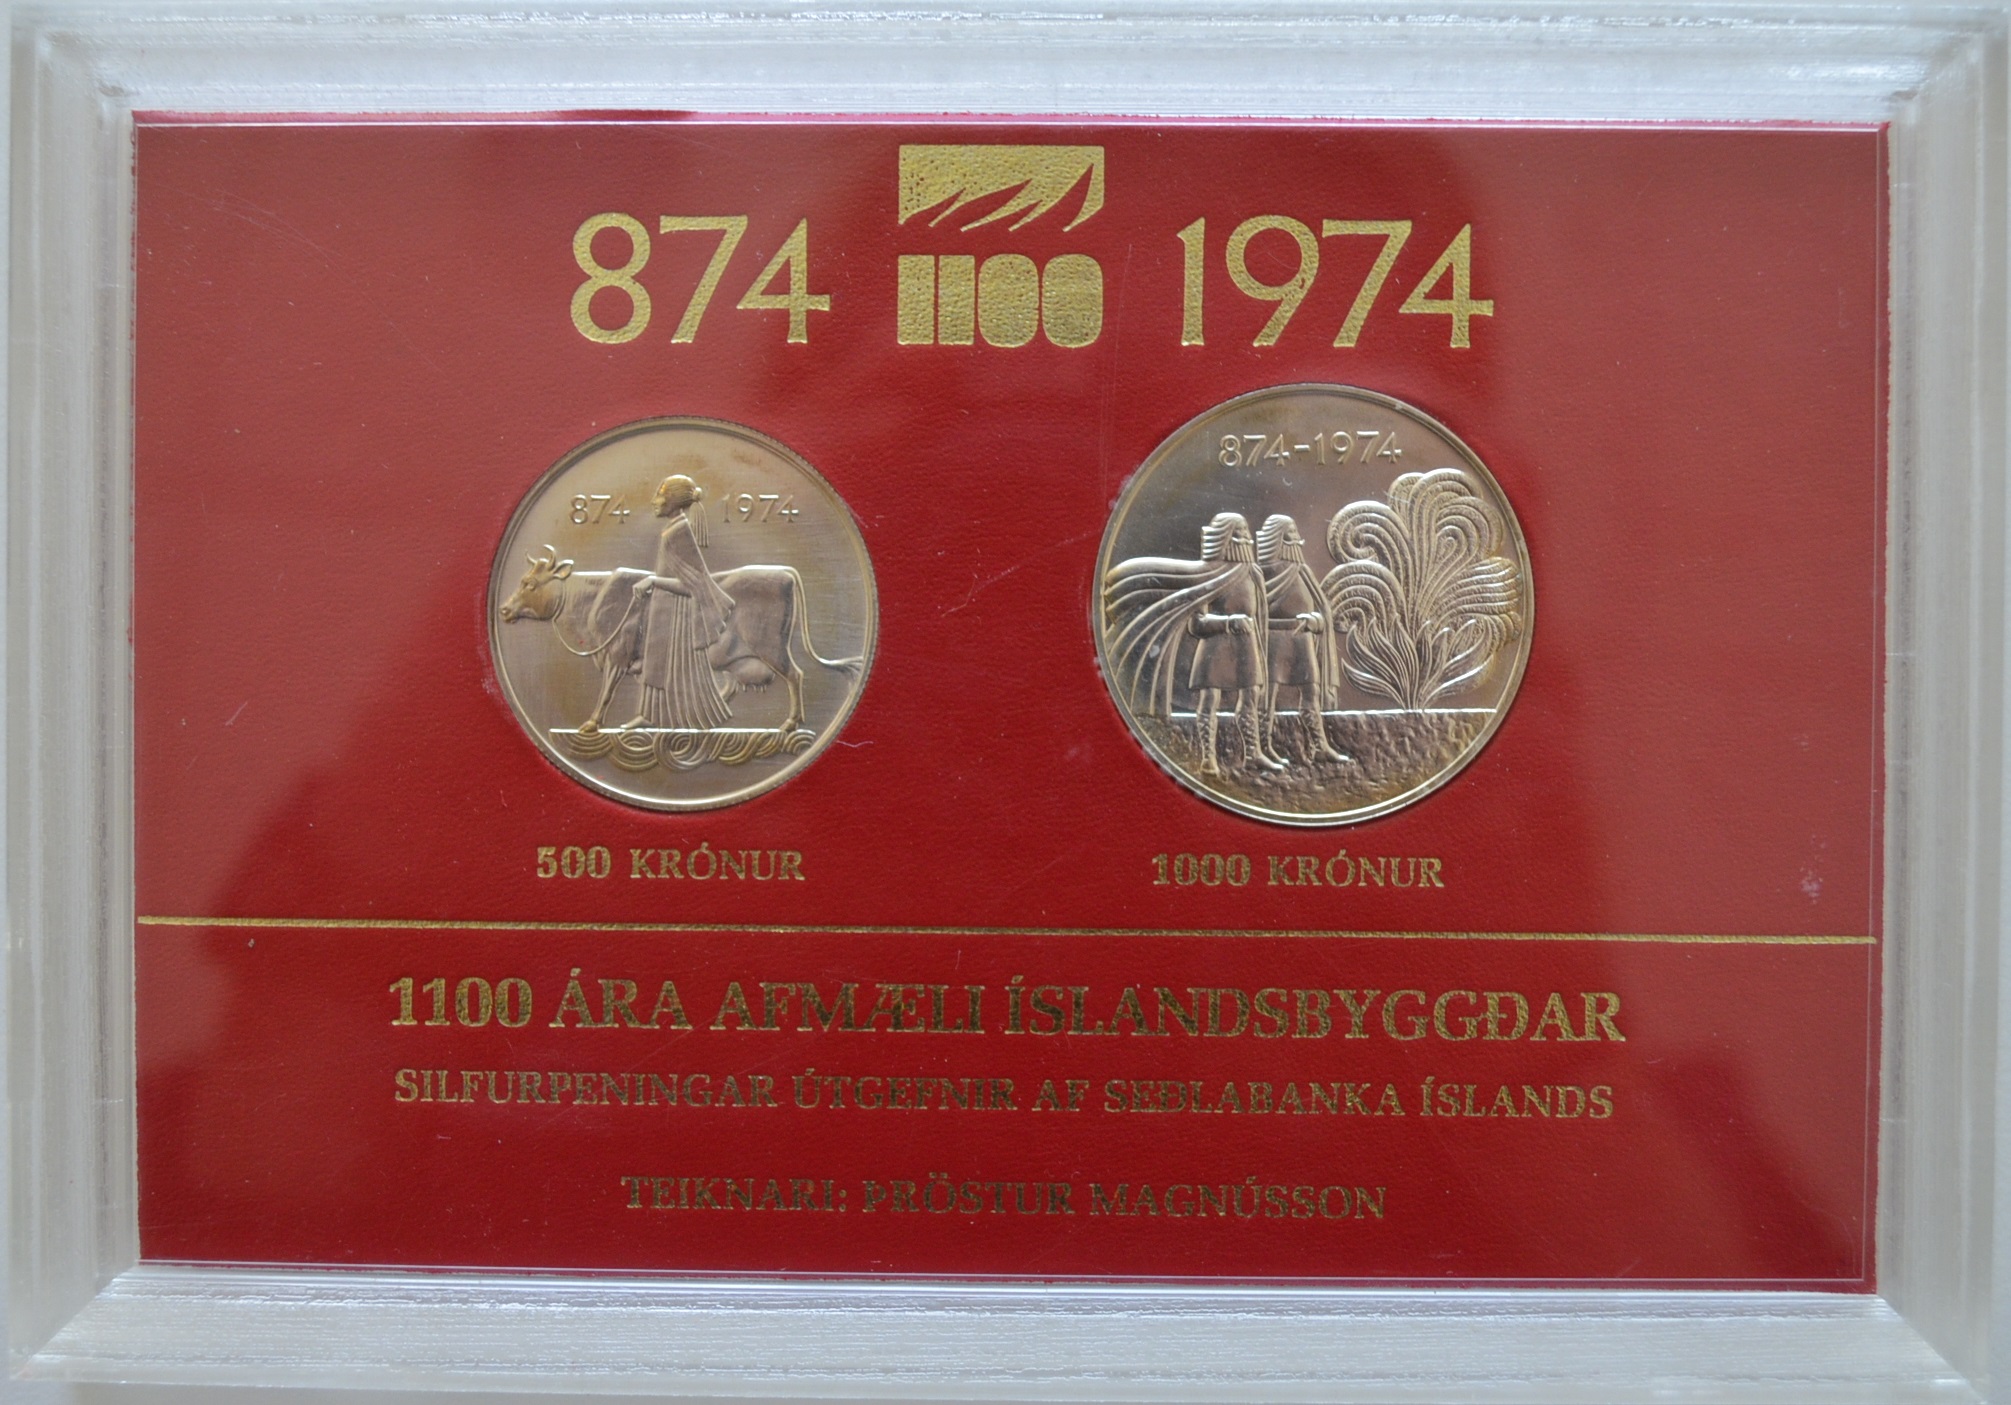 874 1100 1974
874 1974
874-1974
500 KRÓNUR
1000 KRÓNUR
1100 ÁRA AFMÆLI ÍSLANDSBYGGÐAR
SILFURPENINGAR ÚTGEFNIR AF SEÐLABANKA ÍSLANDS
TEIKNARI: ÞRÖSTUR MAGNÚSSON